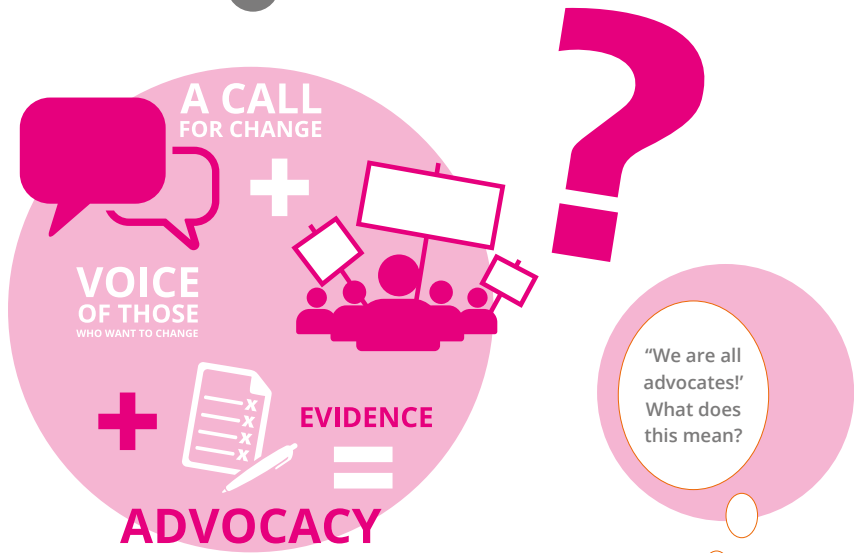 A CALL
FOR CHANGE
+
VOICE
OF THOSE
WHO WANT TO CHANGE
+
x
x
x
x
EVIDENCE
=
ADVOCACY
?
“We are all
advocates!’
What does
this mean?